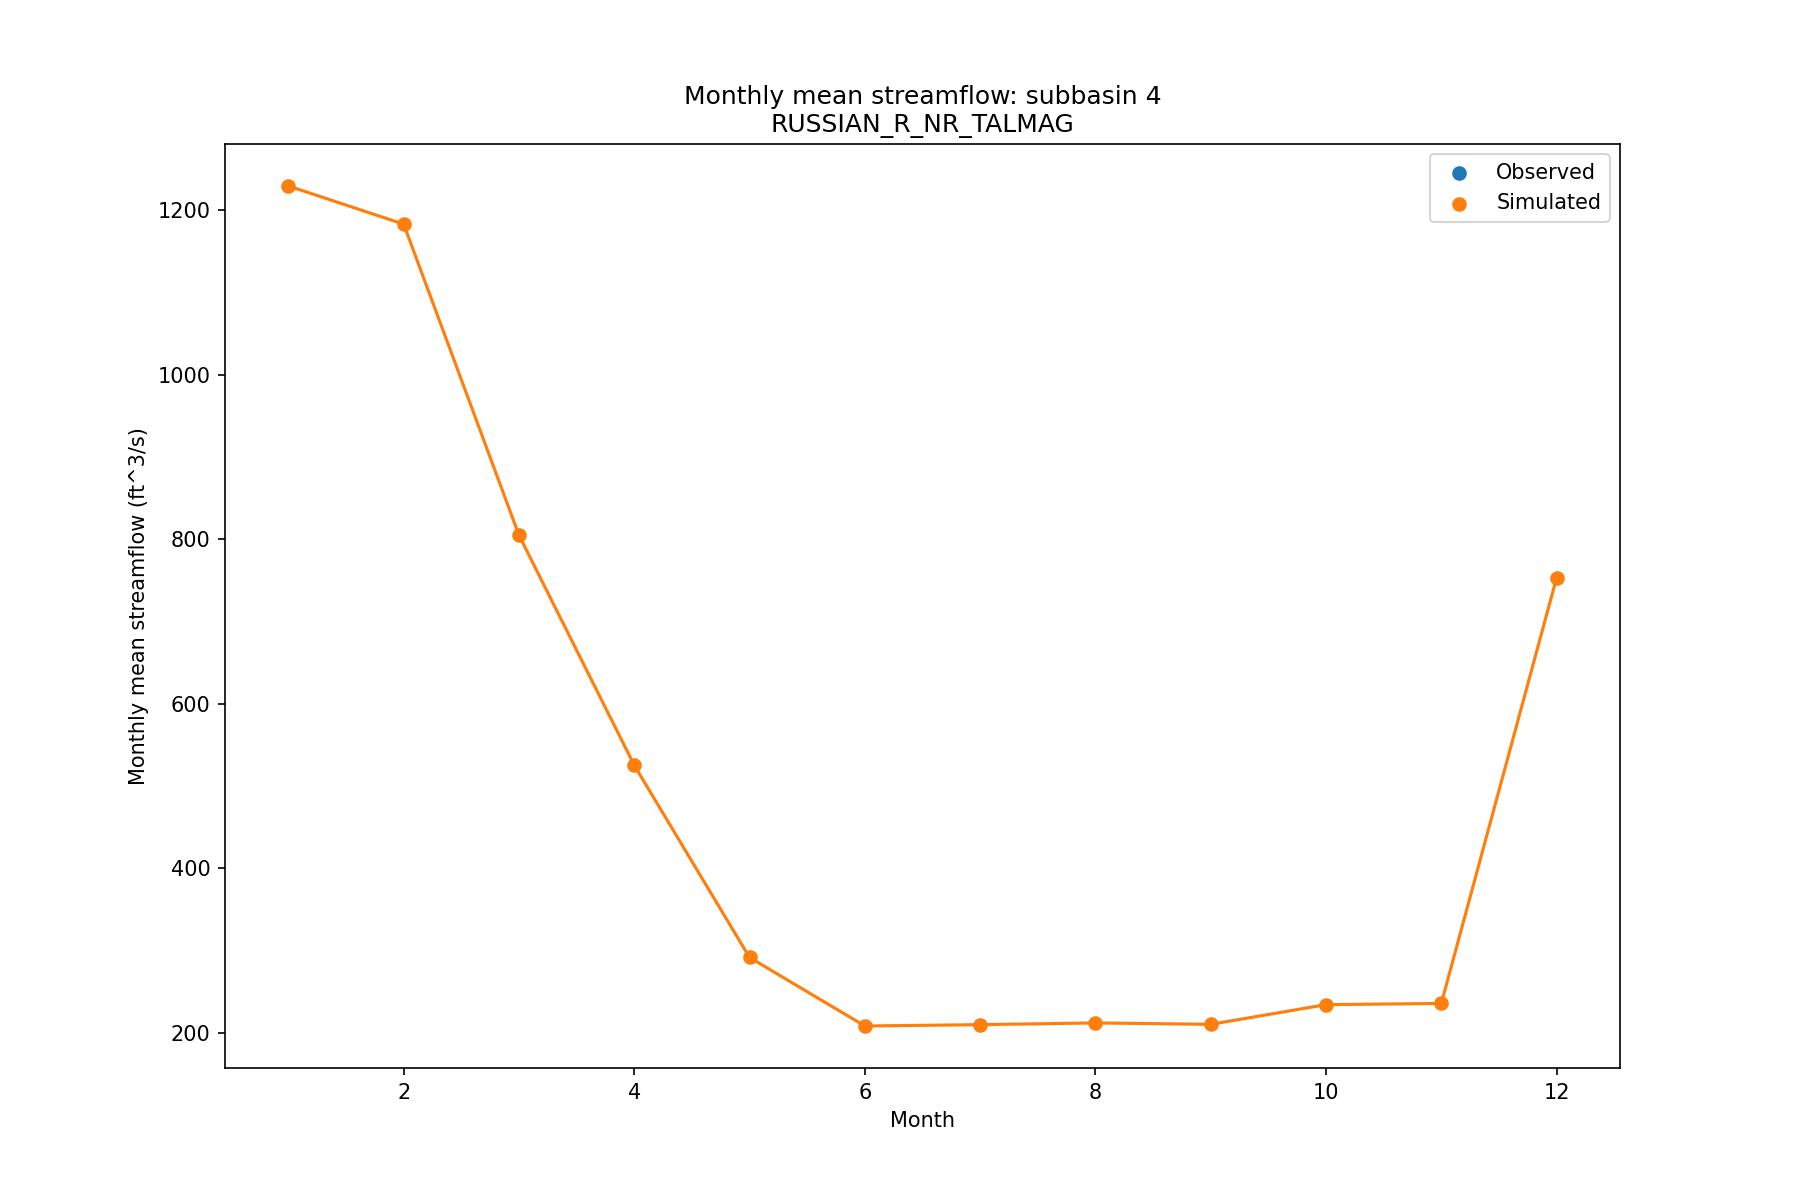 Monthly mean streamflow: subbasin 4
RUSSIAN_R_NR_TALMAG
Observed
Simulated
1200
1000
800
600
400
200
Monthly mean streamflow (ft^3/s)
2 4 6 8 10 12
Month